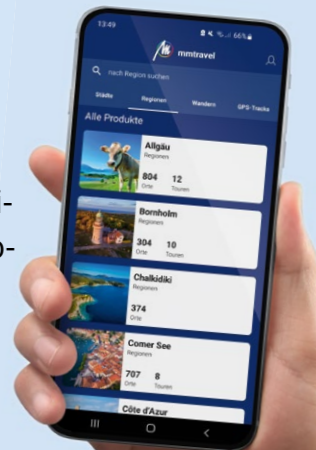 13:49
66%
mmtravel
nach Region suchen
Städte Regionen Wandern GPS-Tracks
Alle Produkte
Allgäu
Regionen
804 12
Orte Touren
Bornholm
Regionen
304 10
Orte Touren
Chalkidiki
Regionen
374
Orte
Comer See
Regionen
707 8
Orte Touren
Côte d'Azur
i-
o-